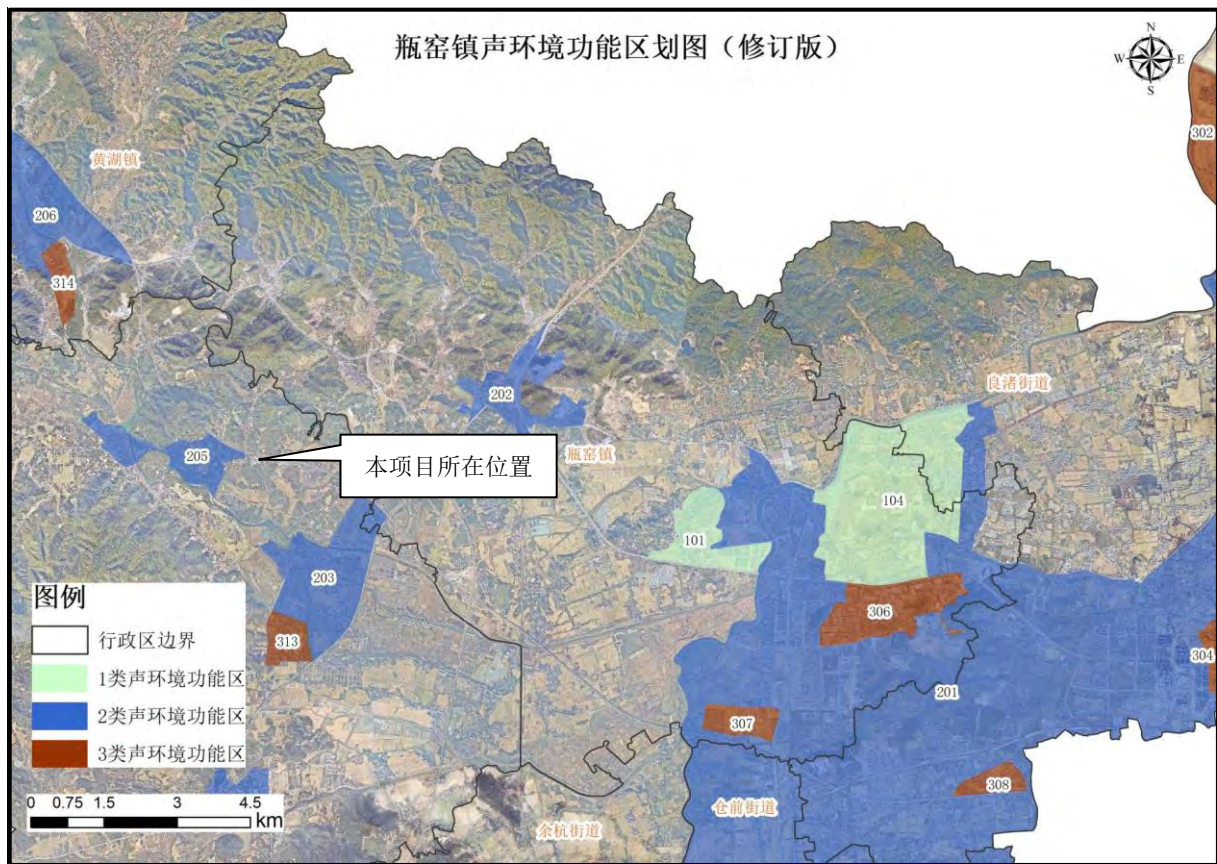 瓶窑镇声环境功能区划图（修订版）
N
W E
S
302
黄湖镇
206
314
良渚街道
202
205
本项目所在位置
瓶窑镇
104
101
203
306
313
304
201
307
308
仓前街道
余杭街道
图例
行政区边界
1类声环境功能区
2类声环境功能区
3类声环境功能区
0 0.75 1.5 3 4.5
km